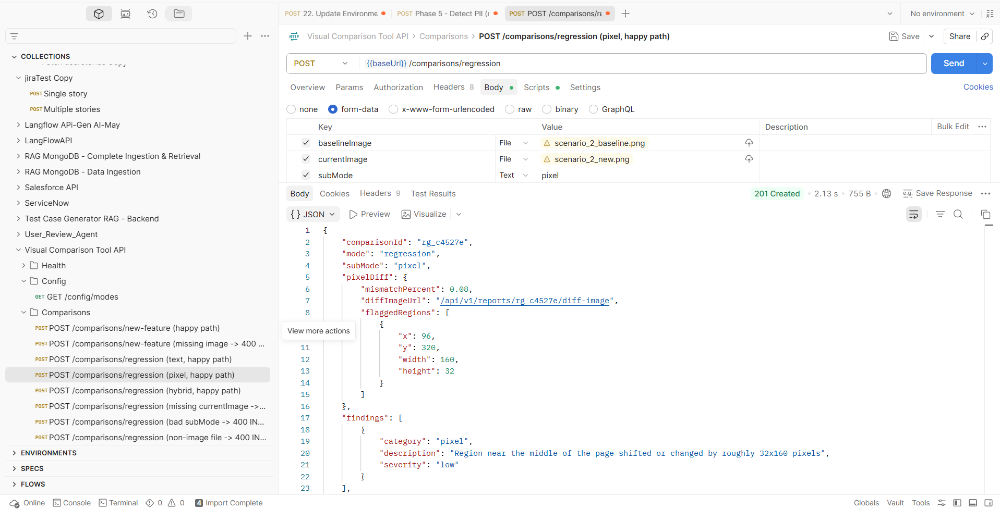 POST 22. Update Environme
POST Phase 5 - Detect PII (r
POST POST /comparisons/re
No environment
Visual Comparison Tool API > Comparisons > POST /comparisons/regression (pixel, happy path)
Save
Share
COLLECTIONS
jiraTest Copy
POST Single story
POST Multiple stories
Langflow APi-Gen AI-May
LangFlowAPI
RAG MongoDB - Complete Ingestion & Retrieval
RAG MongoDB - Data Ingestion
Salesforce API
ServiceNow
Test Case Generator RAG - Backend
User_Review_Agent
Visual Comparison Tool API
Health
Config
GET GET /config/modes
Comparisons
POST POST /comparisons/new-feature (happy path)
POST POST /comparisons/new-feature (missing image -> 400 ...
POST POST /comparisons/regression (text, happy path)
POST POST /comparisons/regression (pixel, happy path)
POST POST /comparisons/regression (hybrid, happy path)
POST POST /comparisons/regression (missing currentImage ->...
POST POST /comparisons/regression (bad subMode -> 400 IN...
POST POST /comparisons/regression (non-image file -> 400 IN...
ENVIRONMENTS
SPECS
FLOWS
POST
{{baseUrl}} /comparisons/regression
Send
Overview Params Authorization Headers 8 Body Scripts Settings
Cookies
none form-data x-www-form-urlencoded raw binary GraphQL
Key Value Description Bulk Edit
baselineImage File scenario_2_baseline.png
currentImage File scenario_2_new.png
subMode Text pixel
Body Cookies Headers 9 Test Results
201 Created 2.13 s 755 B e.g. Save Response
{} JSON Preview Visualize
1 {
2 "comparisonId": "rg_c4527e",
3 "mode": "regression",
4 "subMode": "pixel",
5 "pixelDiff": {
6 "mismatchPercent": 0.08,
7 "diffImageUrl": "/api/v1/reports/rg_c4527e/diff-image",
8 "flaggedRegions": [
{
View more actions
"x": 96,
11 "y": 320,
12 "width": 160,
13 "height": 32
14 }
15 ]
16 },
17 "findings": [
18 {
19 "category": "pixel",
20 "description": "Region near the middle of the page shifted or changed by roughly 32x160 pixels",
21 "severity": "low"
22 }
23 ],
Online Console Terminal 0 0 4 Import Complete
Globals Vault Tools